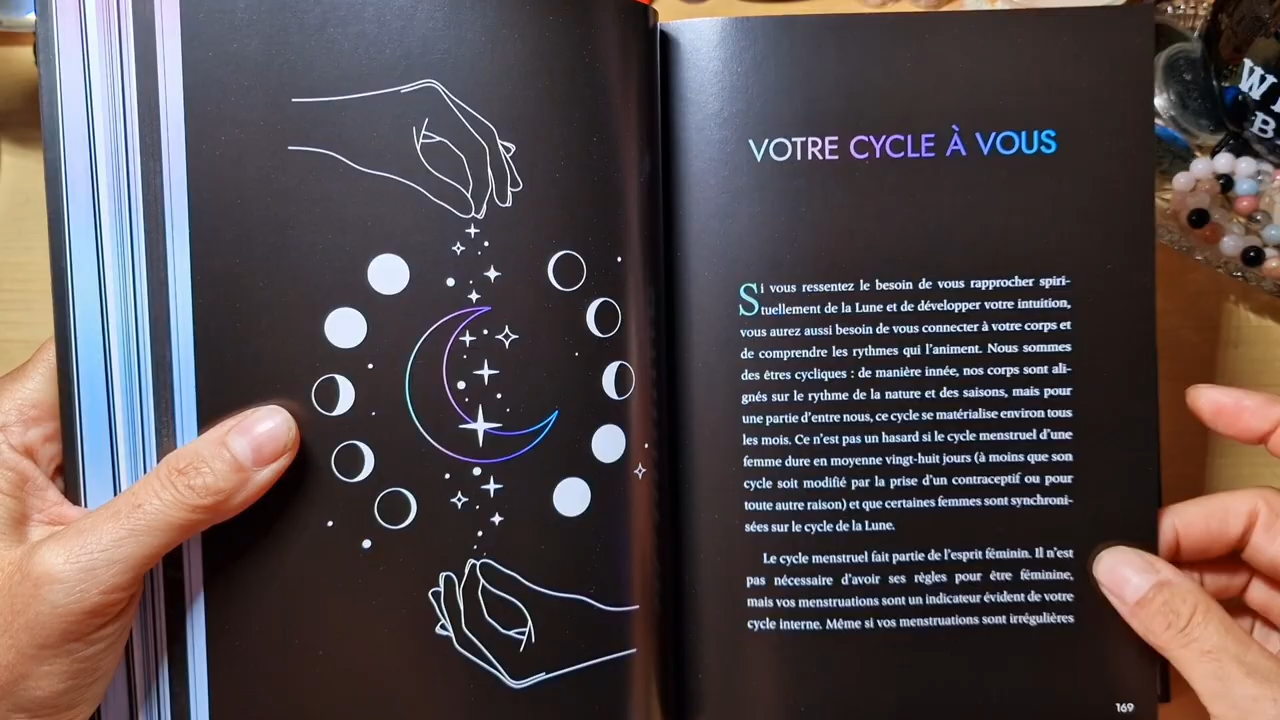 VOTRE CYCLE À VOUS
Si vous ressentez le besoin de vous rapprocher spiri-
tuellement de la Lune et de développer votre intuition,
vous aurez aussi besoin de vous connecter à votre corps et
de comprendre les rythmes qui l'animent. Nous sommes
des êtres cycliques : de manière innée, nos corps sont ali-
gnés sur le rythme de la nature et des saisons, mais pour
une partie d'entre nous, ce cycle se matérialise environ tous
les mois. Ce n'est pas un hasard si le cycle menstruel d'une
femme dure en moyenne vingt-huit jours (à moins que son
cycle soit modifié par la prise d'un contraceptif ou pour
toute autre raison) et que certaines femmes sont synchroni-
sées sur le cycle de la Lune.
Le cycle menstruel fait partie de l'esprit féminin. Il n'est
pas nécessaire d'avoir ses règles pour être féminine,
mais vos menstruations sont un indicateur évident de votre
cycle interne. Même si vos menstruations sont irrégulières
169